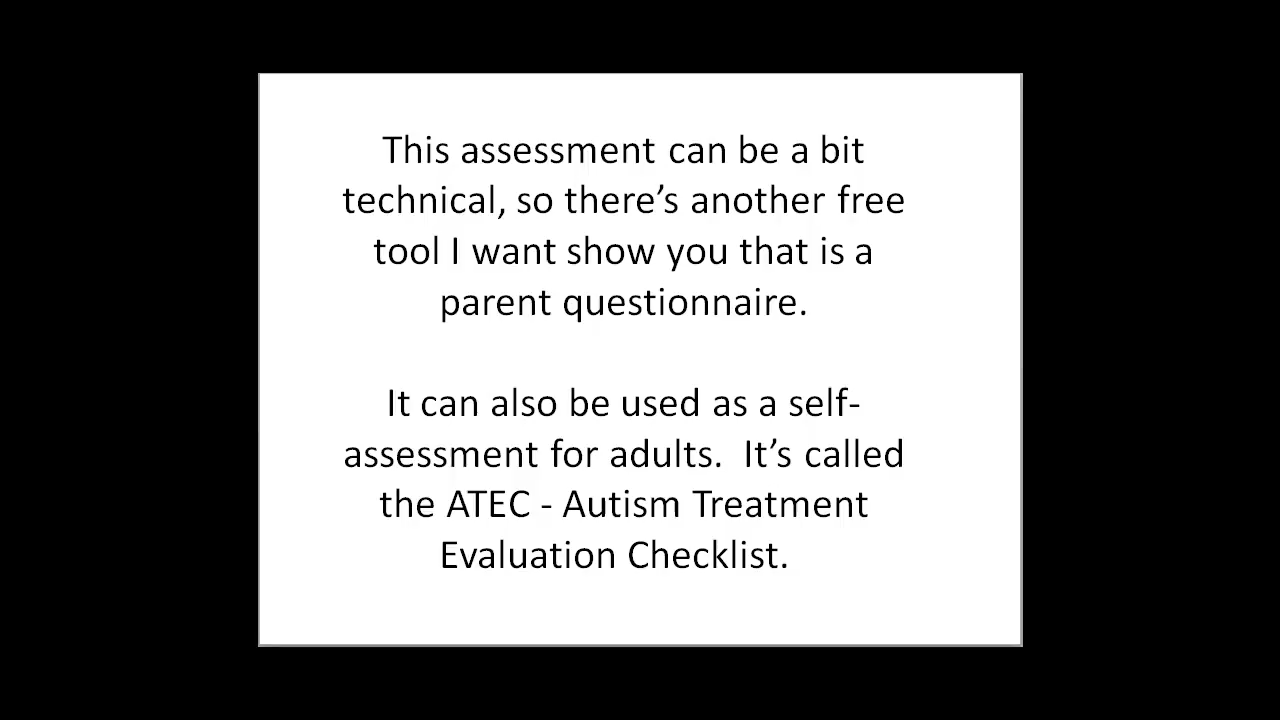 This assessment can be a bit
technical, so there’s another free
tool I want show you that is a
parent questionnaire.
It can also be used as a self-
assessment for adults.  It’s called
the ATEC - Autism Treatment
Evaluation Checklist.